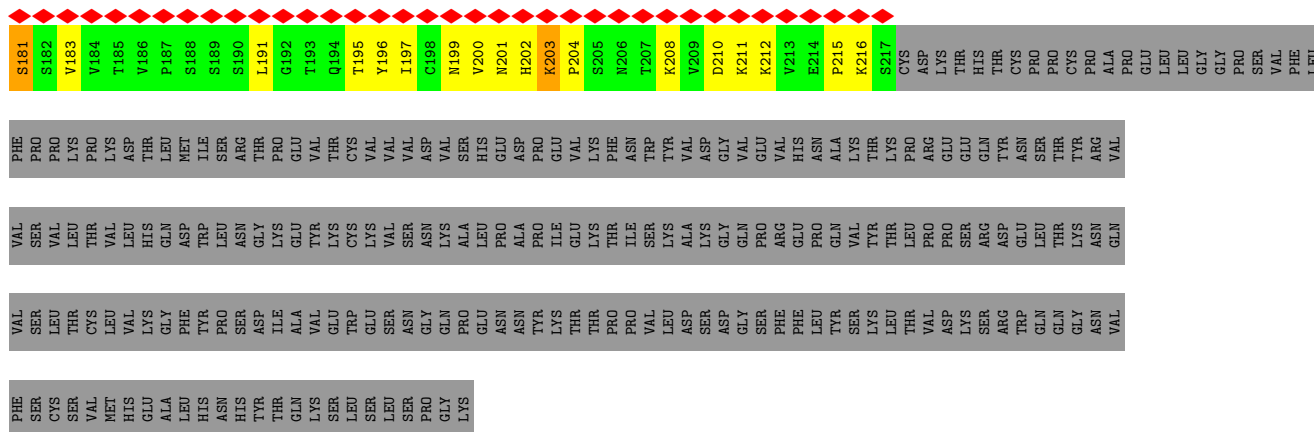 S181 S182 V183 V184 T185 V186 P187 S188 S189 S190 L191 G192 T193 Q194 T195 Y196 I197 C198 N199 V200 N201 H202 K203 P204 S205 N206 T207 K208 V209 D210 K211 K212 V213 E214 P215 K216 S217 CYS ASP LYS THR HIS THR CYS PRO PRO CYS PRO ALA PRO GLU LEU LEU GLY GLY PRO SER VAL PHE LEU
PHE PRO PRO LYS PRO LYS ASP THR LEU MET ILE SER ARG THR PRO GLU VAL THR CYS VAL VAL VAL ASP VAL SER HIS GLU ASP PRO GLU VAL LYS PHE ASN TRP TYR VAL ASP GLY VAL GLU VAL HIS ASN ALA LYS THR LYS PRO ARG GLU GLU GLN TYR ASN SER THR TYR ARG VAL
VAL SER VAL LEU THR VAL LEU HIS GLN ASP TRP LEU ASN GLY LYS GLU TYR LYS CYS LYS VAL SER ASN LYS ALA LEU PRO ALA PRO ILE GLU LYS THR ILE SER LYS ALA LYS GLY GLN PRO ARG GLU PRO GLN VAL TYR THR LEU PRO PRO SER ARG ASP GLU LEU THR LYS ASN GLN
VAL SER LEU THR CYS LEU VAL LYS GLY PHE TYR PRO SER ASP ILE ALA VAL GLU TRP GLU SER ASN GLY GLN PRO GLU ASN ASN TYR LYS THR THR PRO PRO VAL LEU ASP SER ASP GLY SER PHE PHE LEU TYR SER LYS LEU THR VAL ASP LYS SER ARG TRP GLN GLN GLY ASN VAL
PHE SER CYS SER VAL MET HIS GLU ALA LEU HIS ASN HIS TYR THR GLN LYS SER LEU SER LEU SER PRO GLY LYS